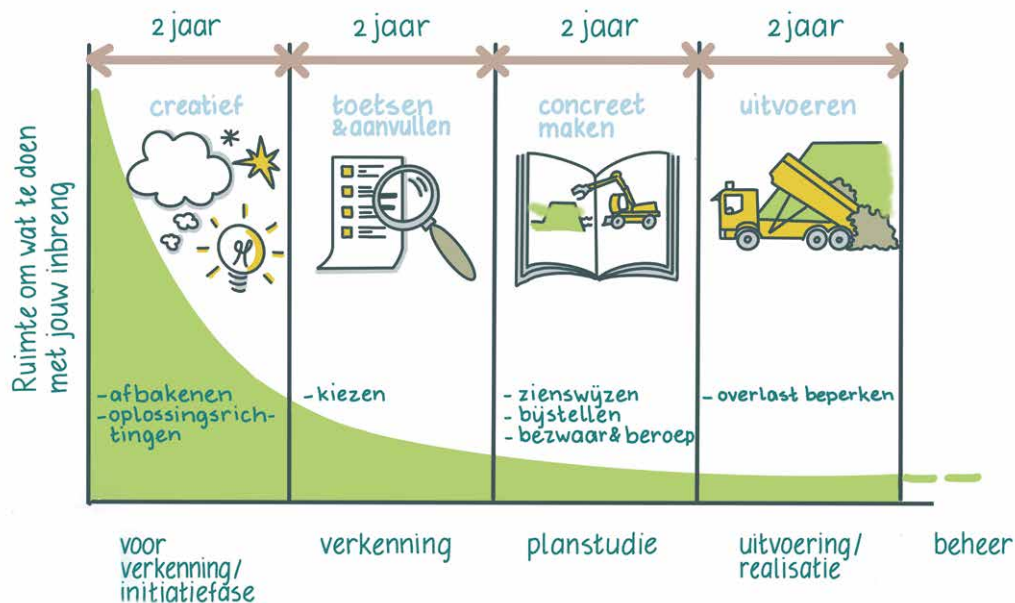 2 jaar
2 jaar
2 jaar
2 jaar
creatief
toetsen
& aanvullen
concreet
maken
uitvoeren
Ruimte om wat te doen
met jouw inbreng
- afbakenen
- oplossingsrich-
tingen
- kiezen
- zienswijzen
- bijstellen
- bezwaar & beroep
- overlast beperken
voor
verkenning/
initiatiefase
verkenning
planstudie
uitvoering/
realisatie
beheer